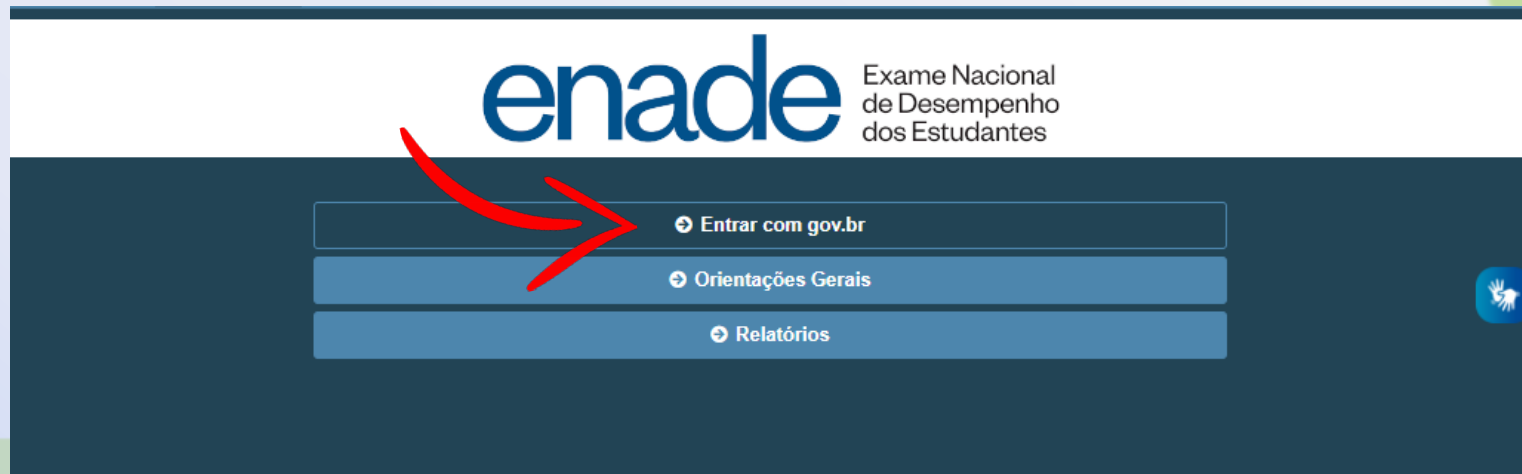 enade
Exame Nacional
de Desempenho
dos Estudantes
Entrar com gov.br
Orientações Gerais
Relatórios